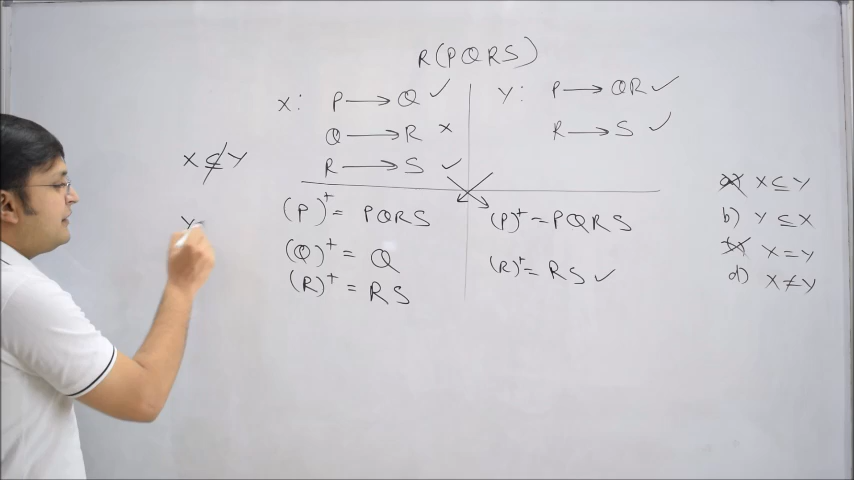 R(PQRS)
X: P → Q ✓
Q → R ×
R → S ✓
Y: P → QR ✓
R → S ✓
X ⊈ Y
Y
(P)⁺ = PQRS
(Q)⁺ = Q
(R)⁺ = RS
(P)⁺ = PQRS
(R)⁺ = RS ✓
a) X ⊆ Y
b) Y ⊆ X
X = Y
d) X ≠ Y